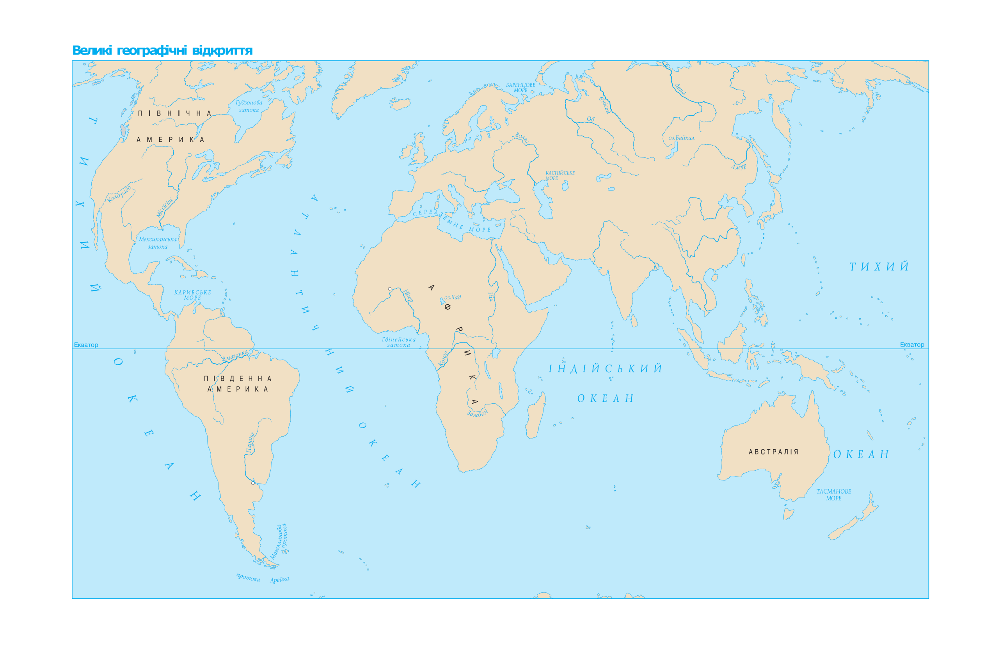 Великі географічні відкриття
БАРЕНЦОВЕ
МОРЕ
Лена
Єнісей
Гудзонова
затока
ПІВНІЧНА
АМЕРИКА
Об
Волга
оз.Байкал
Амур
КАСПІЙСЬКЕ
МОРЕ
Колорадо
Міссісіпі
СЕРЕДЗЕМНЕ МОРЕ
Мексиканська
затока
ТИХИЙ
ОКЕАН
АТЛАНТИЧНИЙ ОКЕАН
ТИХИЙ
КАРИБСЬКЕ
МОРЕ
Нігер
оз.Чад
Ніл
АФРИКА
Гвінейська
затока
Екватор
Екватор
Амазонка
Конго
ІНДІЙСЬКИЙ
ОКЕАН
ПІВДЕННА
АМЕРИКА
Замбезі
Парана
АВСТРАЛІЯ
ОКЕАН
ТАСМАНОВЕ
МОРЕ
Магелланова
протока
протока Дрейка